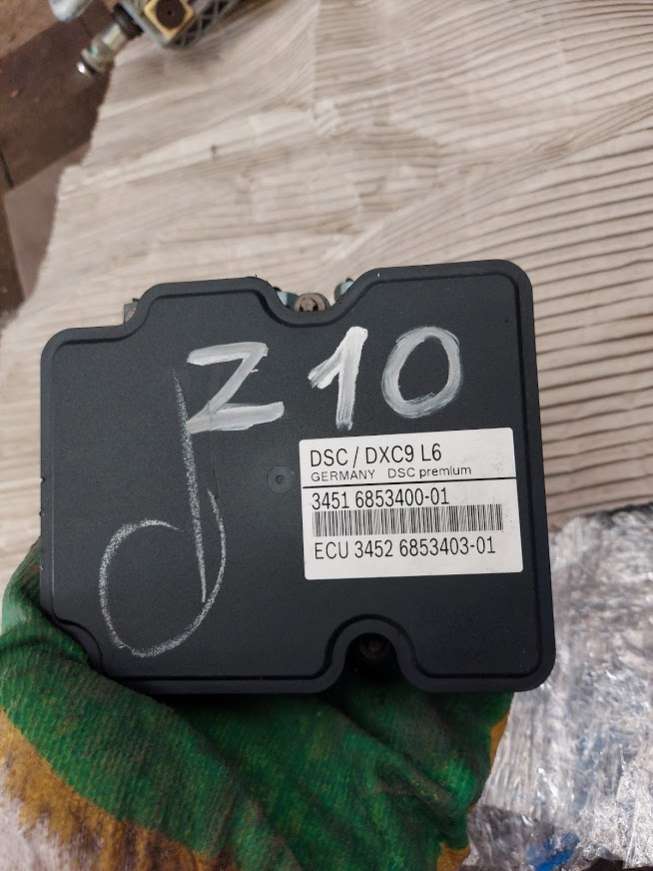 Z10
DSC / DXC9 L6
GERMANY DSC premium
3451 6853400-01
ECU 3452 6853403-01